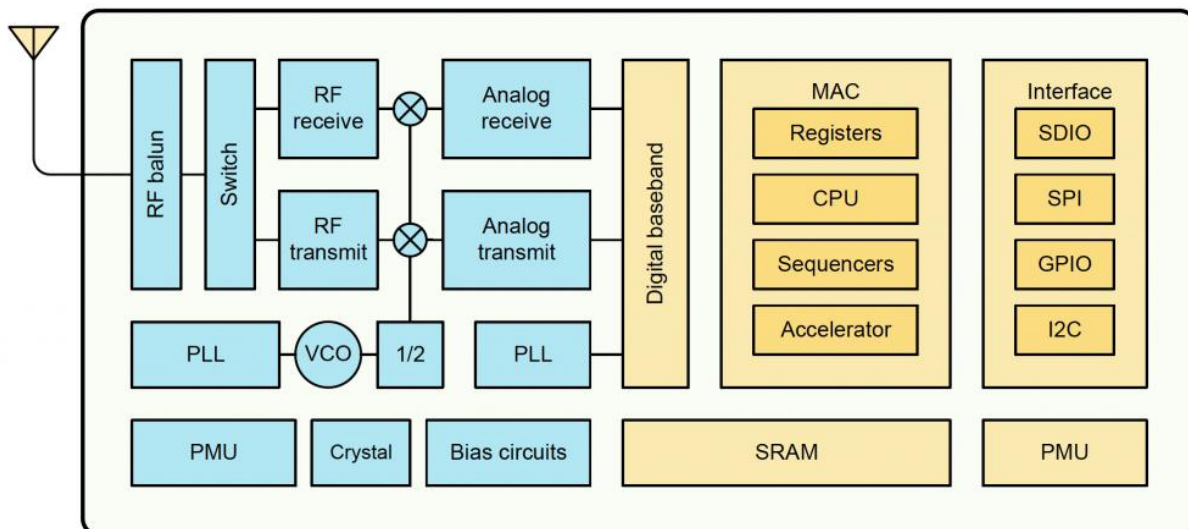 RF balun
Switch
RF
receive
Analog
receive
RF
transmit
Analog
transmit
PLL
VCO
1/2
PLL
Digital baseband
MAC
Registers
CPU
Sequencers
Accelerator
Interface
SDIO
SPI
GPIO
I2C
PMU
Crystal
Bias circuits
SRAM
PMU